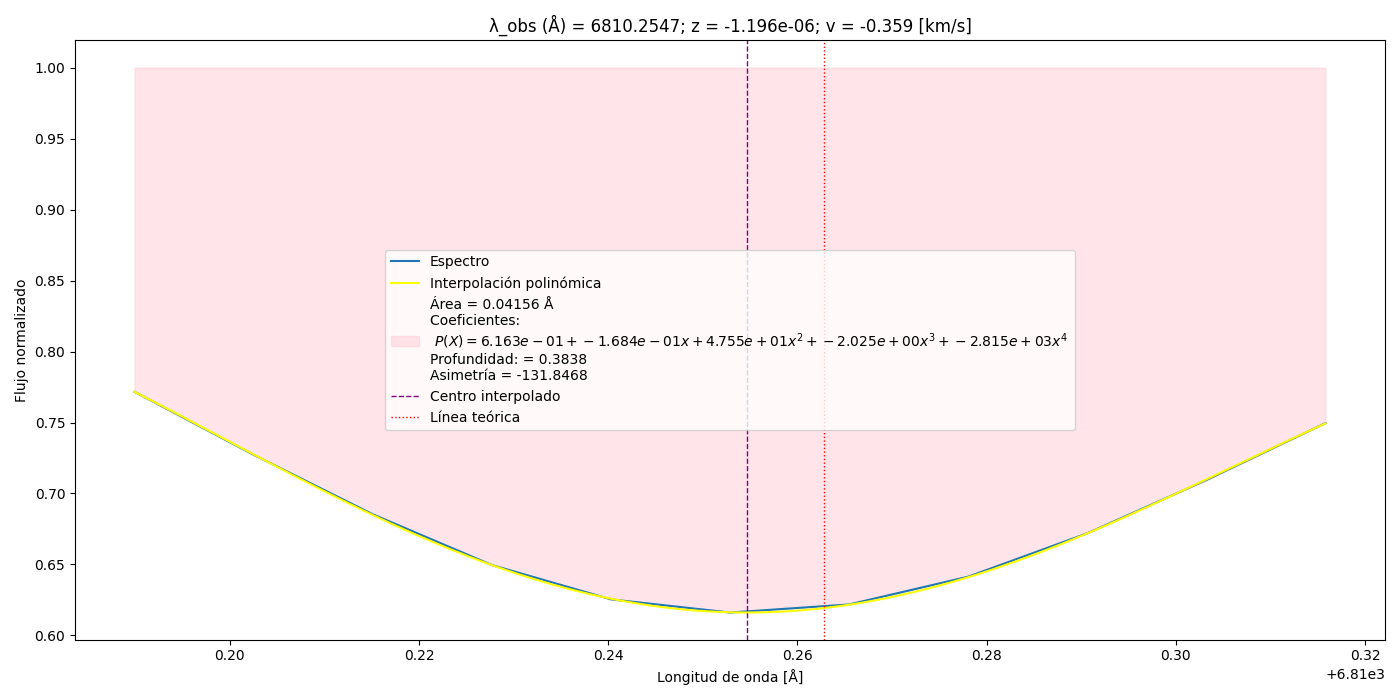 λ_obs (Å) = 6810.2547; z = -1.196e-06; v = -0.359 [km/s]
Flujo normalizado
1.00
0.95
0.90
0.85
0.80
0.75
0.70
0.65
0.60
Espectro
Interpolación polinómica
Área = 0.04156 Å
Coeficientes:
P(X) = 6.163e − 01 + −1.684e − 01x + 4.755e + 01x² + −2.025e + 00x³ + −2.815e + 03x⁴
Profundidad: = 0.3838
Asimetría = -131.8468
Centro interpolado
Línea teórica
0.20 0.22 0.24 0.26 0.28 0.30 0.32
+6.81e3
Longitud de onda [Å]